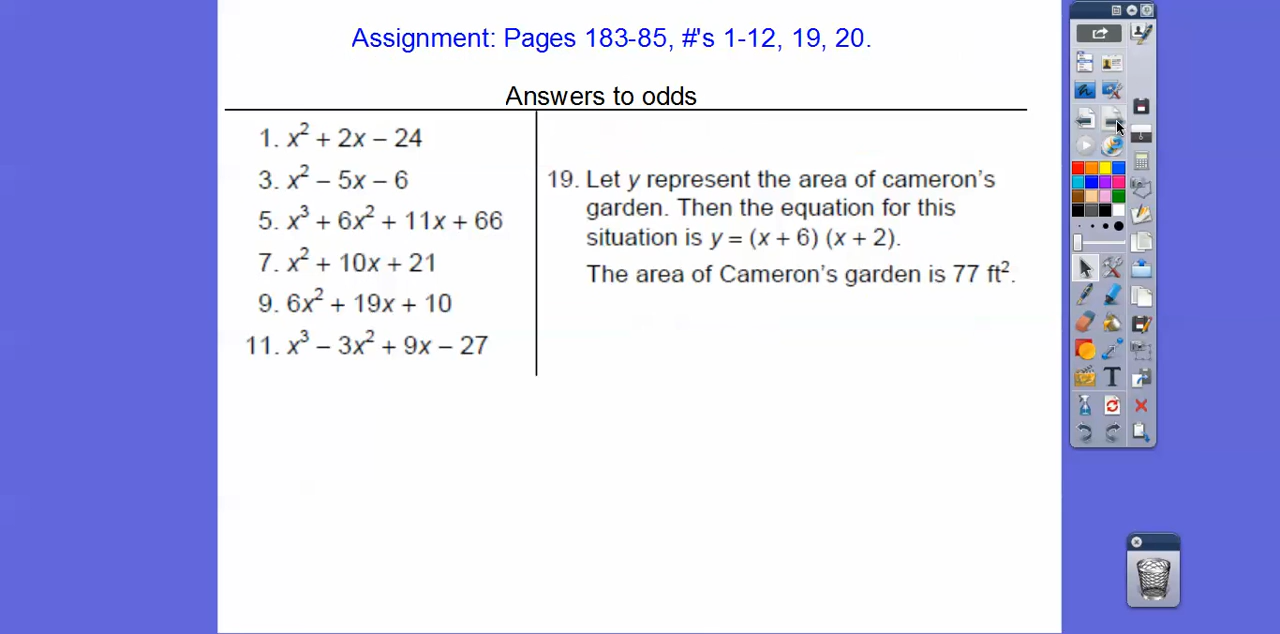 Assignment: Pages 183-85, #'s 1-12, 19, 20.
Answers to odds
1. x² + 2x – 24
3. x² – 5x – 6
5. x³ + 6x² + 11x + 66
7. x² + 10x + 21
9. 6x² + 19x + 10
11. x³ – 3x² + 9x – 27
19. Let y represent the area of cameron's
garden. Then the equation for this
situation is y = (x + 6) (x + 2).
The area of Cameron's garden is 77 ft².
T